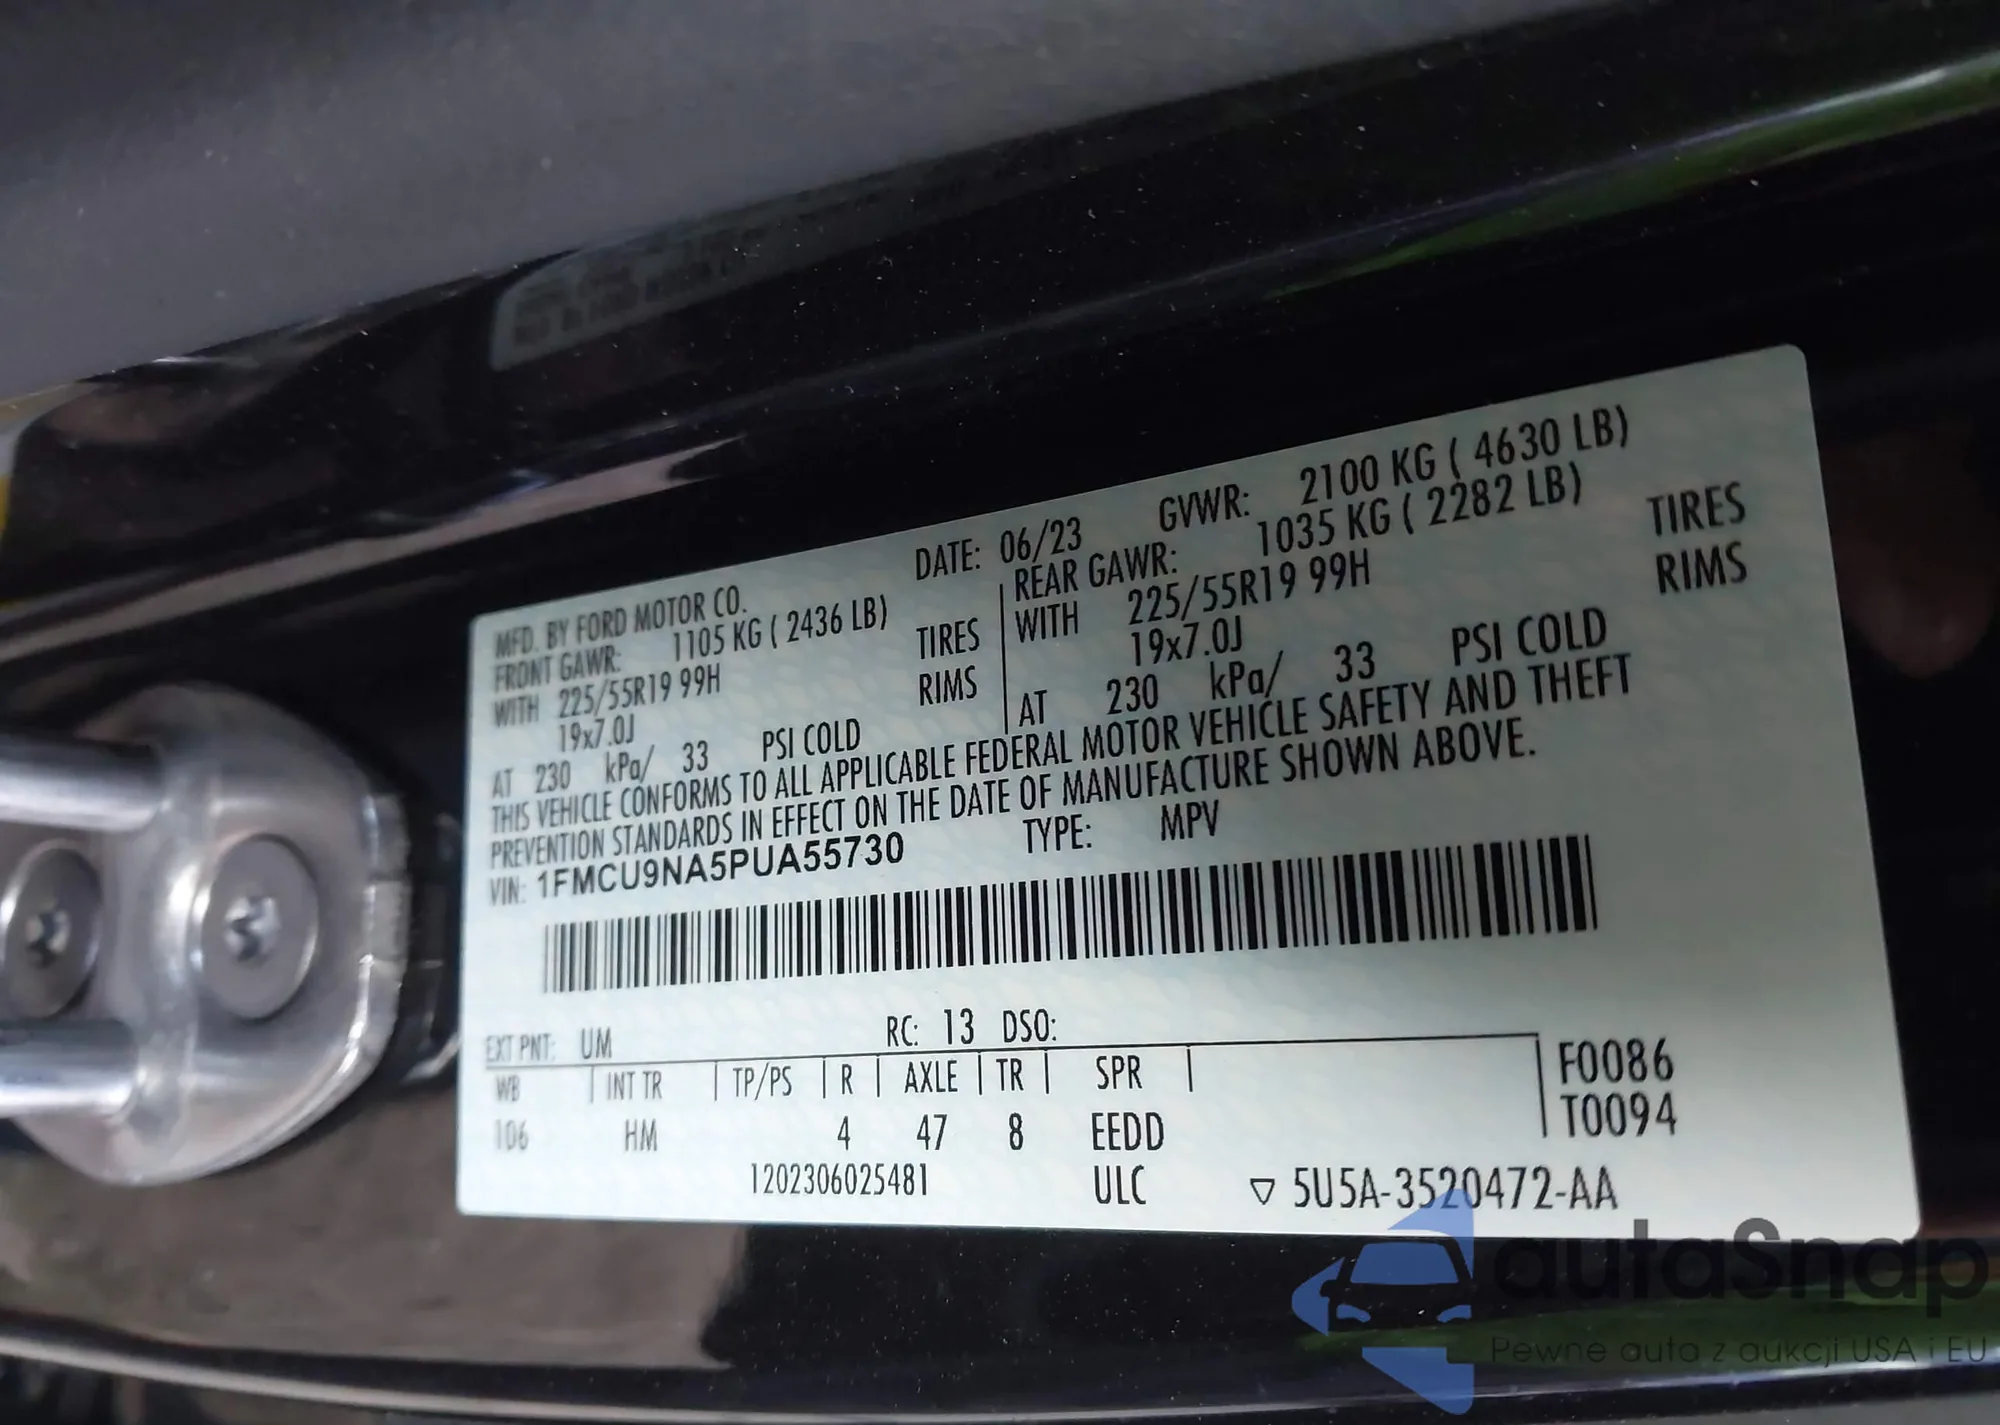 MFD. BY FORD MOTOR CO. DATE: 06/23 GVWR: 2100 KG ( 4630 LB)
FRONT GAWR: 1105 KG ( 2436 LB) REAR GAWR: 1035 KG ( 2282 LB)
WITH 225/55R19 99H TIRES WITH 225/55R19 99H TIRES
19x7.0J RIMS 19x7.0J RIMS
AT 230 kPa/ 33 PSI COLD AT 230 kPa/ 33 PSI COLD
THIS VEHICLE CONFORMS TO ALL APPLICABLE FEDERAL MOTOR VEHICLE SAFETY AND THEFT
PREVENTION STANDARDS IN EFFECT ON THE DATE OF MANUFACTURE SHOWN ABOVE.
VIN: 1FMCU9NA5PUA55730 TYPE: MPV
EXT PNT: UM RC: 13 DSO:
WB INT TR TP/PS R AXLE TR SPR F0086
106 HM 4 47 8 EEDD T0094
1202306025481 ULC ▽ 5U5A-3520472-AA
autaSnap
Pewne auta z aukcji USA i EU